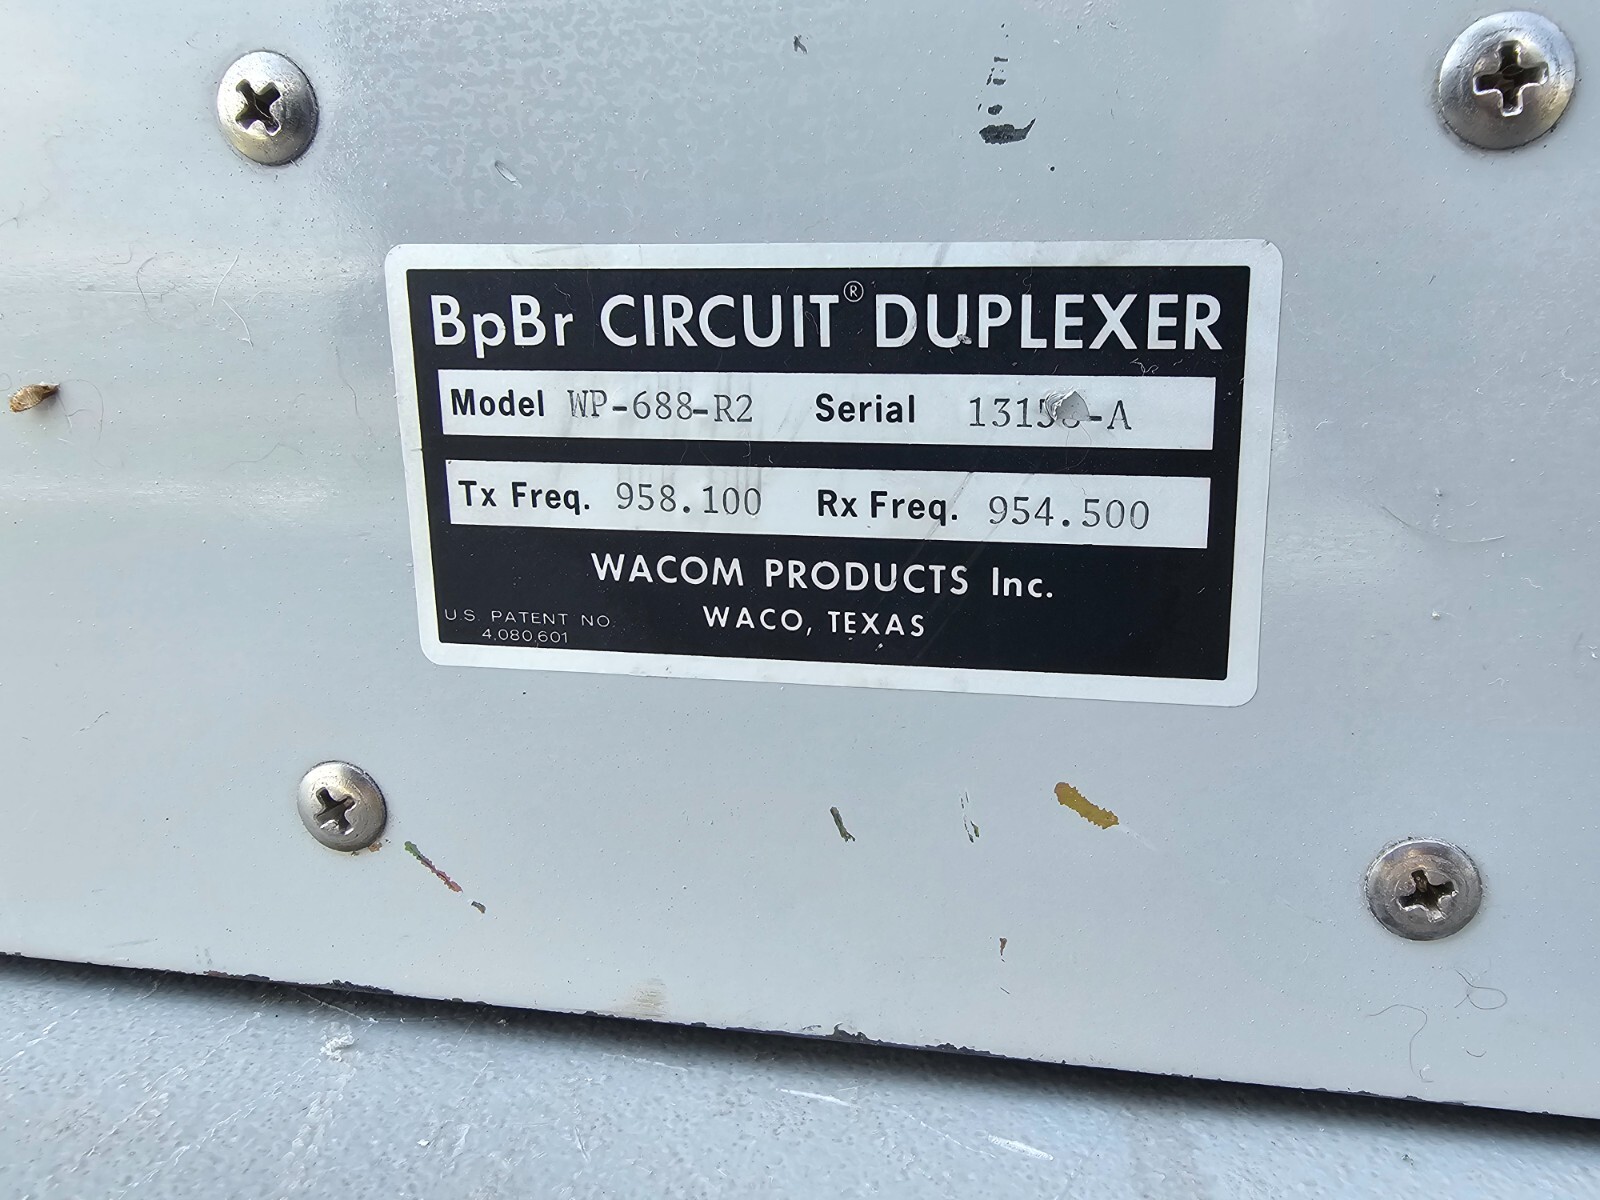 BpBr CIRCUIT® DUPLEXER
Model WP-688-R2 Serial
Tx Freq. 958.100 Rx Freq. 954.500
WACOM PRODUCTS Inc.
WACO, TEXAS
U.S. PATENT NO.
4,080,601